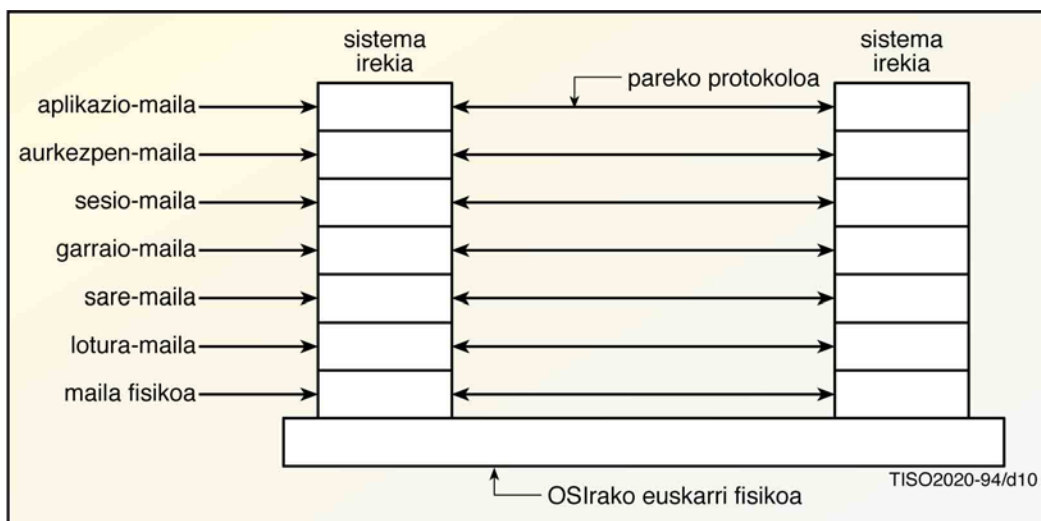 sistema
irekia
sistema
irekia
pareko protokoloa
aplikazio-maila
aurkezpen-maila
sesio-maila
garraio-maila
sare-maila
lotura-maila
maila fisikoa
TISO2020-94/d10
OSIrako euskarri fisikoa